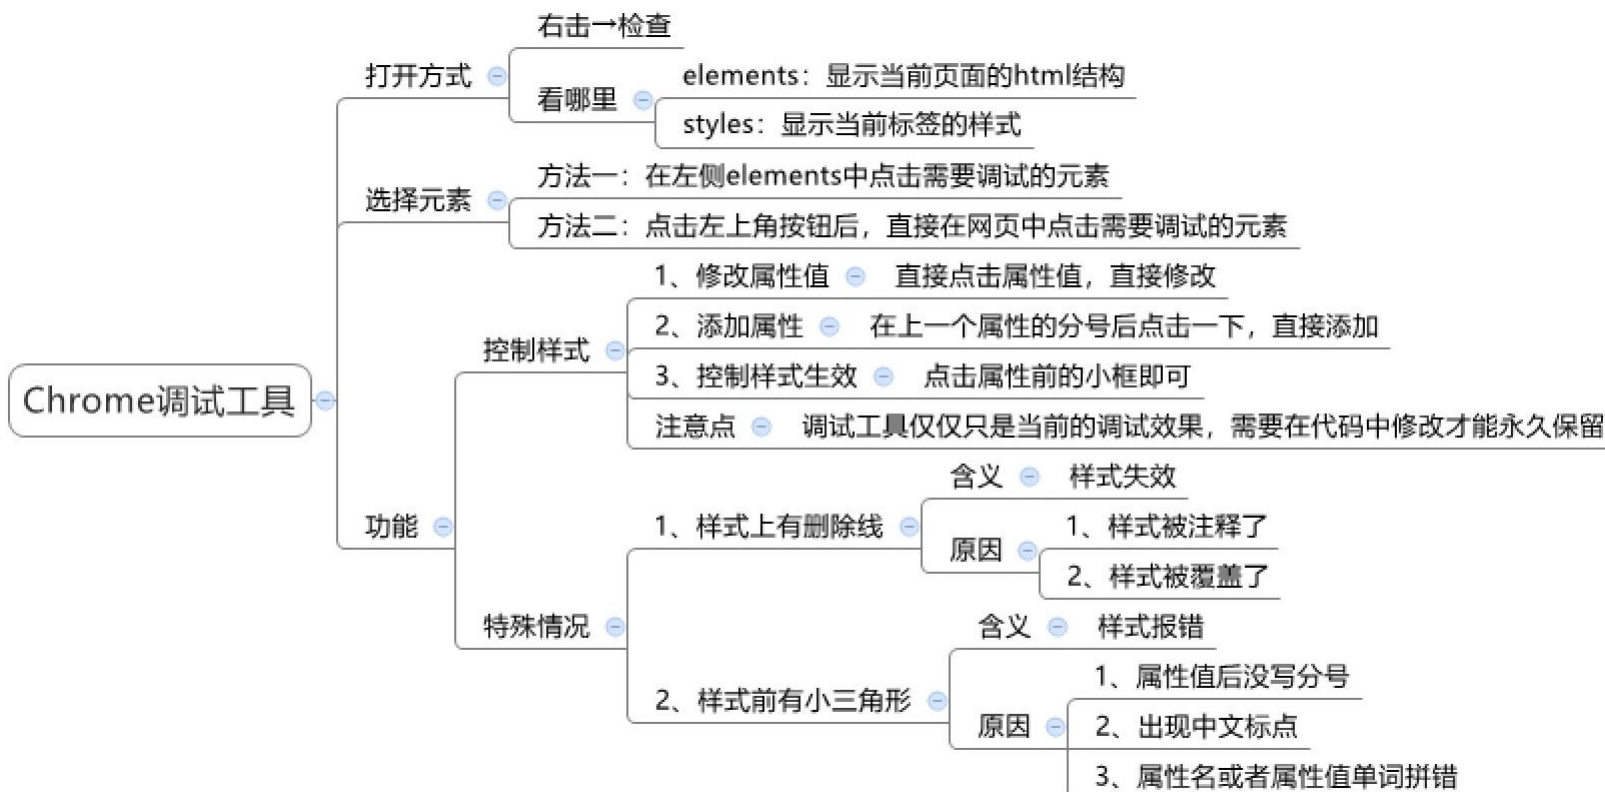 Chrome调试工具
打开方式
右击→检查
看哪里
elements：显示当前页面的html结构
styles：显示当前标签的样式
选择元素
方法一：在左侧elements中点击需要调试的元素
方法二：点击左上角按钮后，直接在网页中点击需要调试的元素
功能
控制样式
1、修改属性值
直接点击属性值，直接修改
2、添加属性
在上一个属性的分号后点击一下，直接添加
3、控制样式生效
点击属性前的小框即可
注意点
调试工具仅仅只是当前的调试效果，需要在代码中修改才能永久保留
特殊情况
1、样式上有删除线
含义
样式失效
原因
1、样式被注释了
2、样式被覆盖了
2、样式前有小三角形
含义
样式报错
原因
1、属性值后没写分号
2、出现中文标点
3、属性名或者属性值单词拼错